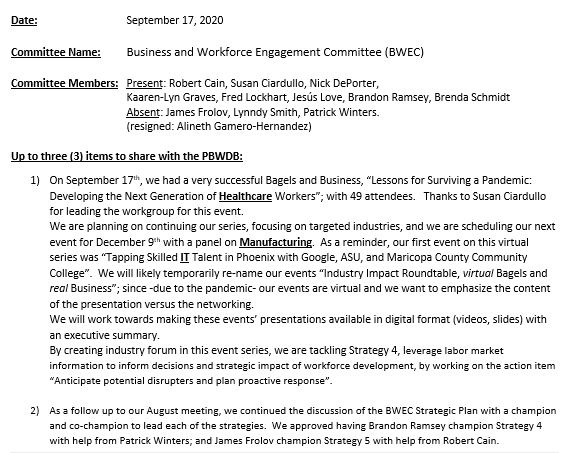 Date: September 17, 2020
Committee Name: Business and Workforce Engagement Committee (BWEC)
Committee Members: Present: Robert Cain, Susan Ciardullo, Nick DePorter,
Kaaren-Lyn Graves, Fred Lockhart, Jesús Love, Brandon Ramsey, Brenda Schmidt
Absent: James Frolov, Lynndy Smith, Patrick Winters.
(resigned: Alineth Gamero-Hernandez)
Up to three (3) items to share with the PBWDB:
1) On September 17th, we had a very successful Bagels and Business, “Lessons for Surviving a Pandemic:
Developing the Next Generation of Healthcare Workers”; with 49 attendees. Thanks to Susan Ciardullo
for leading the workgroup for this event.
We are planning on continuing our series, focusing on targeted industries, and we are scheduling our next
event for December 9th with a panel on Manufacturing. As a reminder, our first event on this virtual
series was “Tapping Skilled IT Talent in Phoenix with Google, ASU, and Maricopa County Community
College”. We will likely temporarily re-name our events “Industry Impact Roundtable, virtual Bagels and
real Business”; since -due to the pandemic- our events are virtual and we want to emphasize the content
of the presentation versus the networking.
We will work towards making these events’ presentations available in digital format (videos, slides) with
an executive summary.
By creating industry forum in this event series, we are tackling Strategy 4, leverage labor market
information to inform decisions and strategic impact of workforce development, by working on the action item
“Anticipate potential disrupters and plan proactive response”.
2) As a follow up to our August meeting, we continued the discussion of the BWEC Strategic Plan with a champion
and co-champion to lead each of the strategies. We approved having Brandon Ramsey champion Strategy 4
with help from Patrick Winters; and James Frolov champion Strategy 5 with help from Robert Cain.